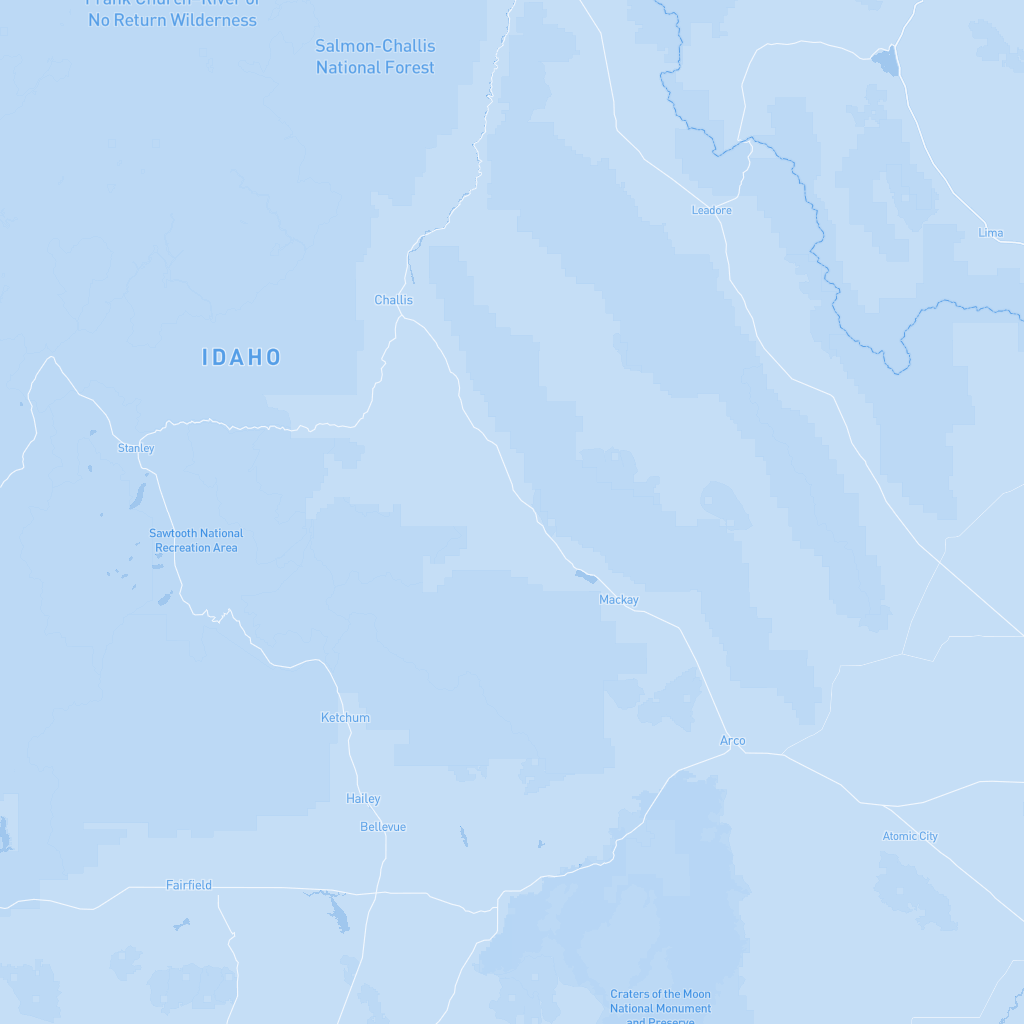 Frank Church-River of
No Return Wilderness
Salmon-Challis
National Forest
Leadore
Lima
Challis
IDAHO
Stanley
Sawtooth National
Recreation Area
Mackay
Ketchum
Arco
Hailey
Bellevue
Atomic City
Fairfield
Craters of the Moon
National Monument
and Preserve